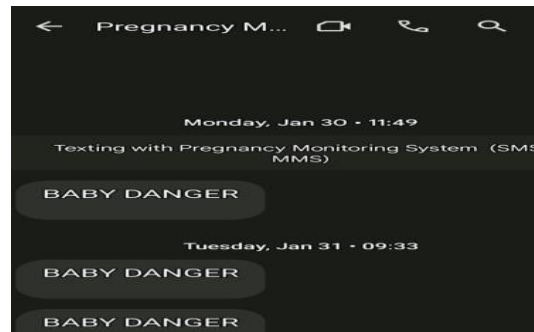 Pregnancy M...
Monday, Jan 30 • 11:49
Texting with Pregnancy Monitoring System (SMS
MMS)
BABY DANGER
Tuesday, Jan 31 • 09:33
BABY DANGER
BABY DANGER